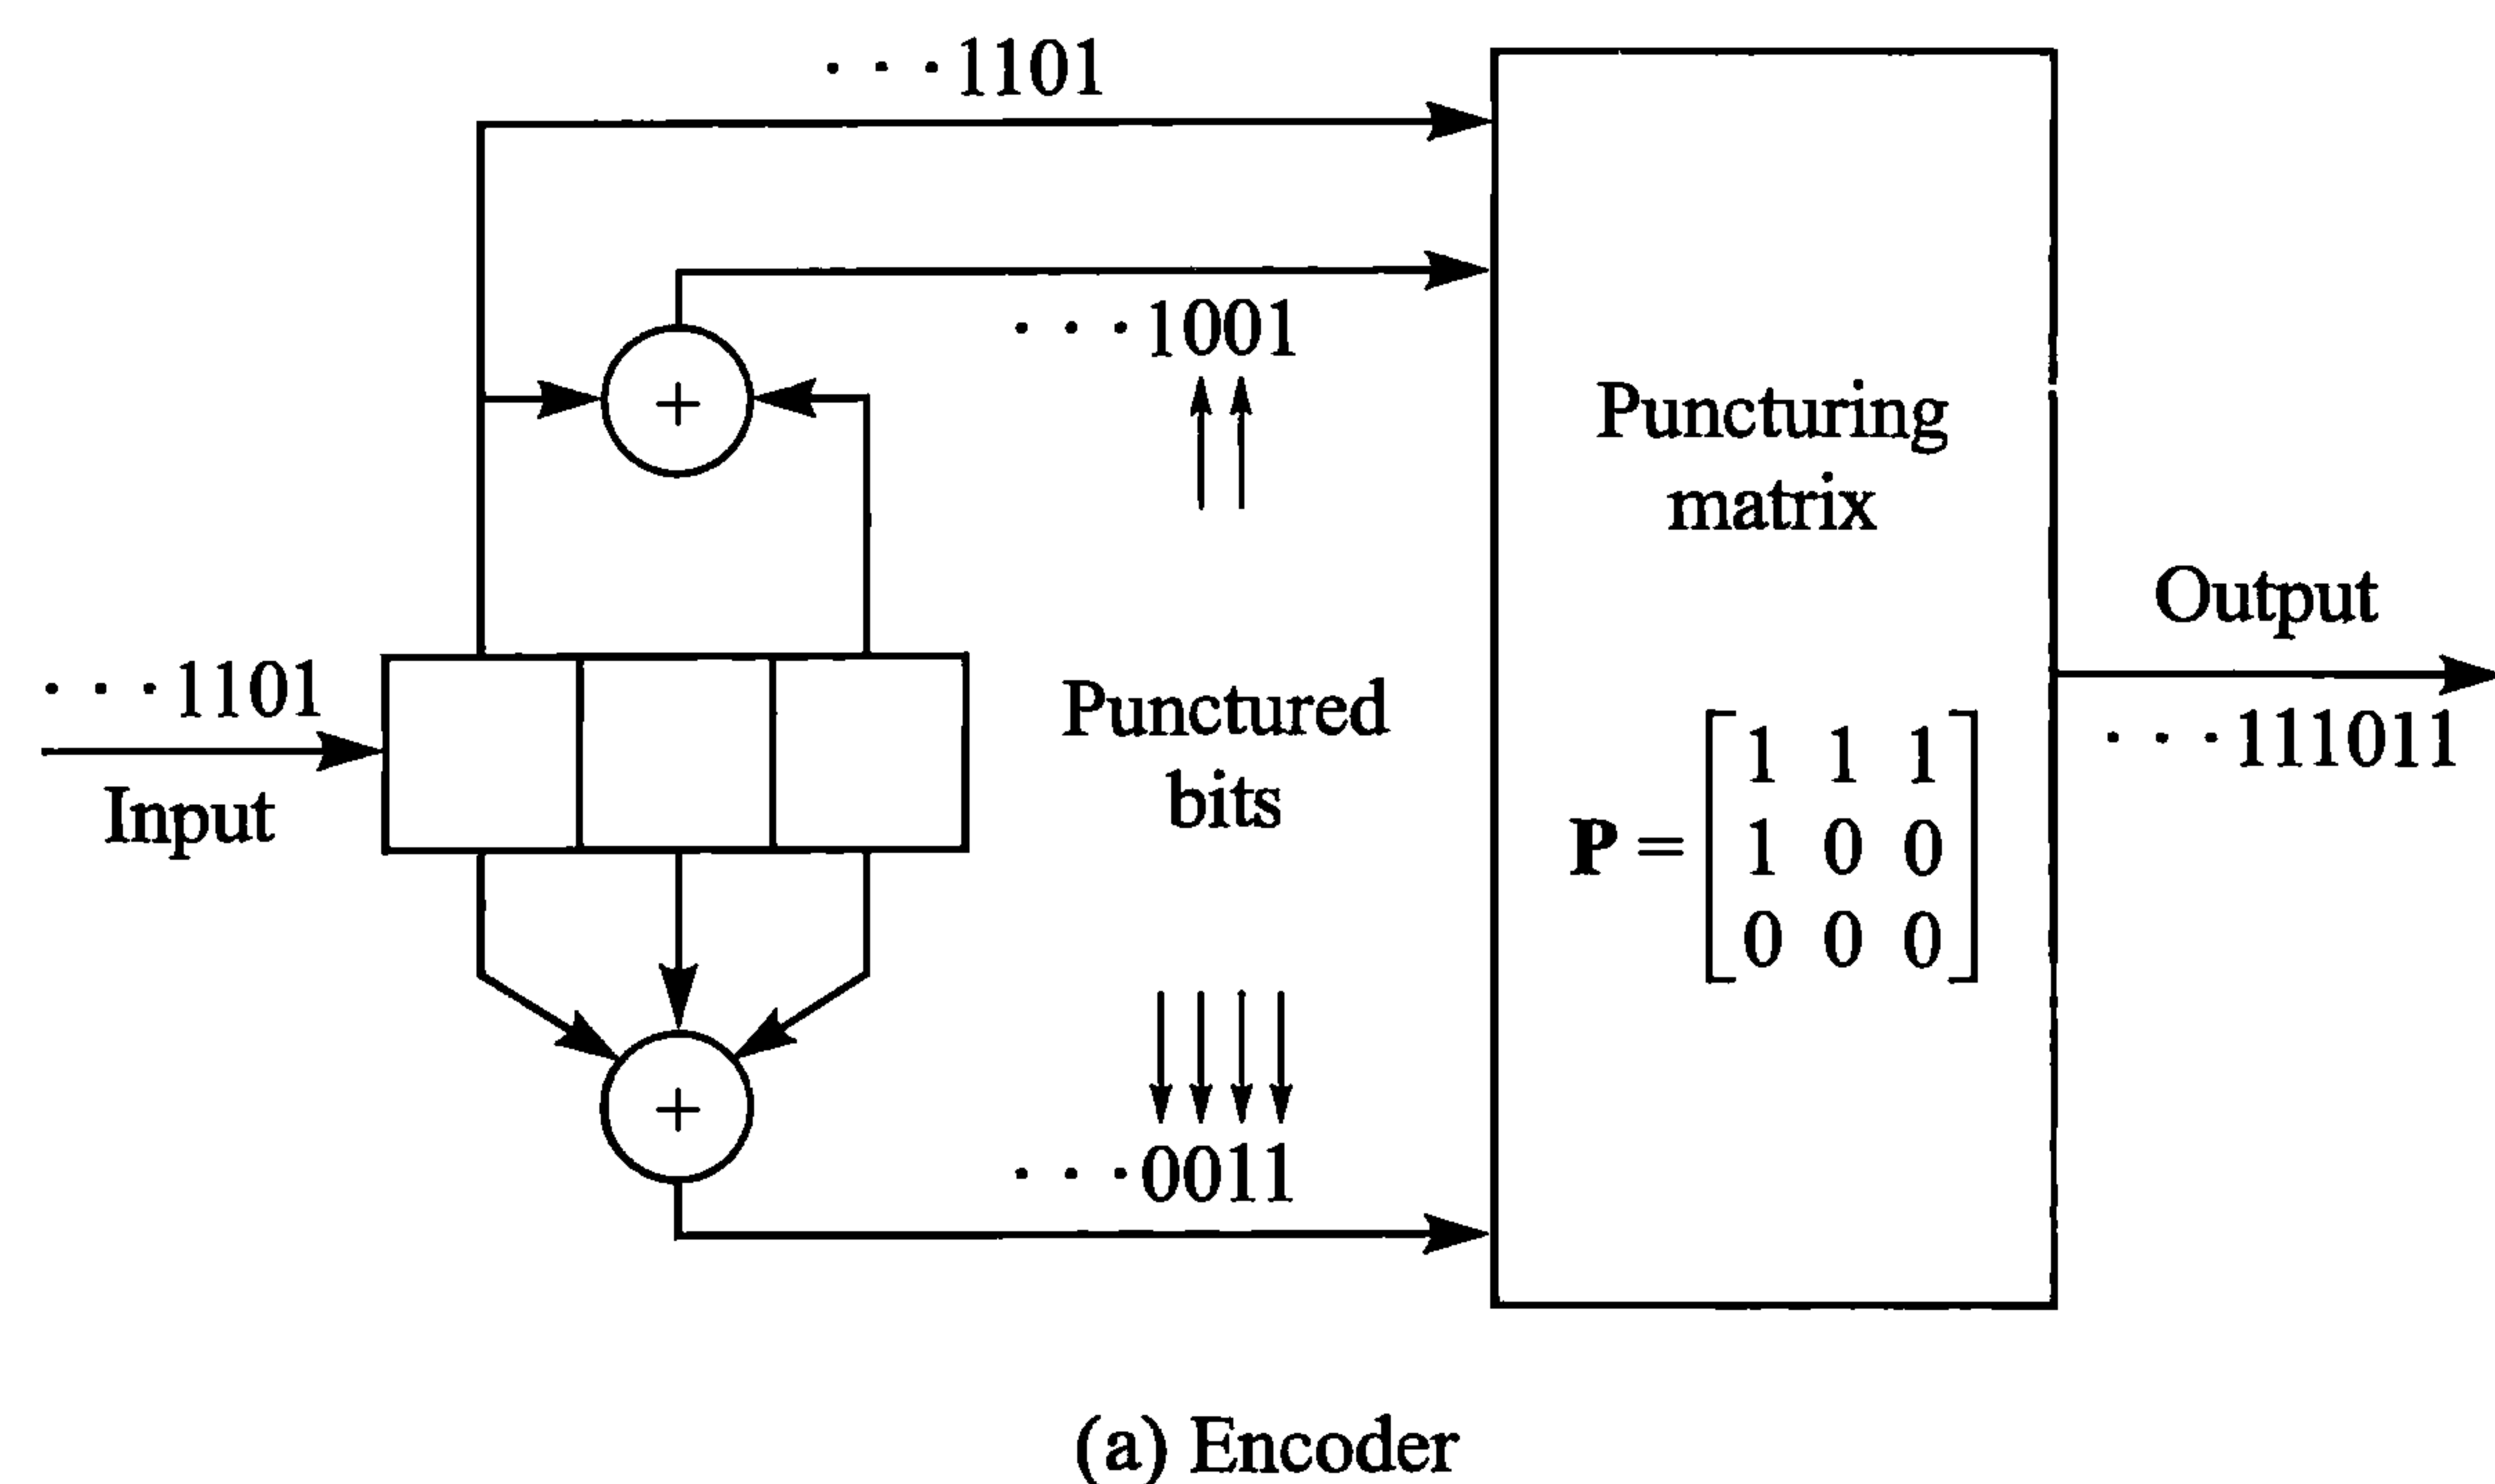 · · · 1101
· · · 1001
Puncturing
matrix
Output
· · · 111011
· · · 1101
Input
Punctured
bits
+
P = [1 1 1
1 0 0
0 0 0]
+
· · · 0011
(a) Encoder